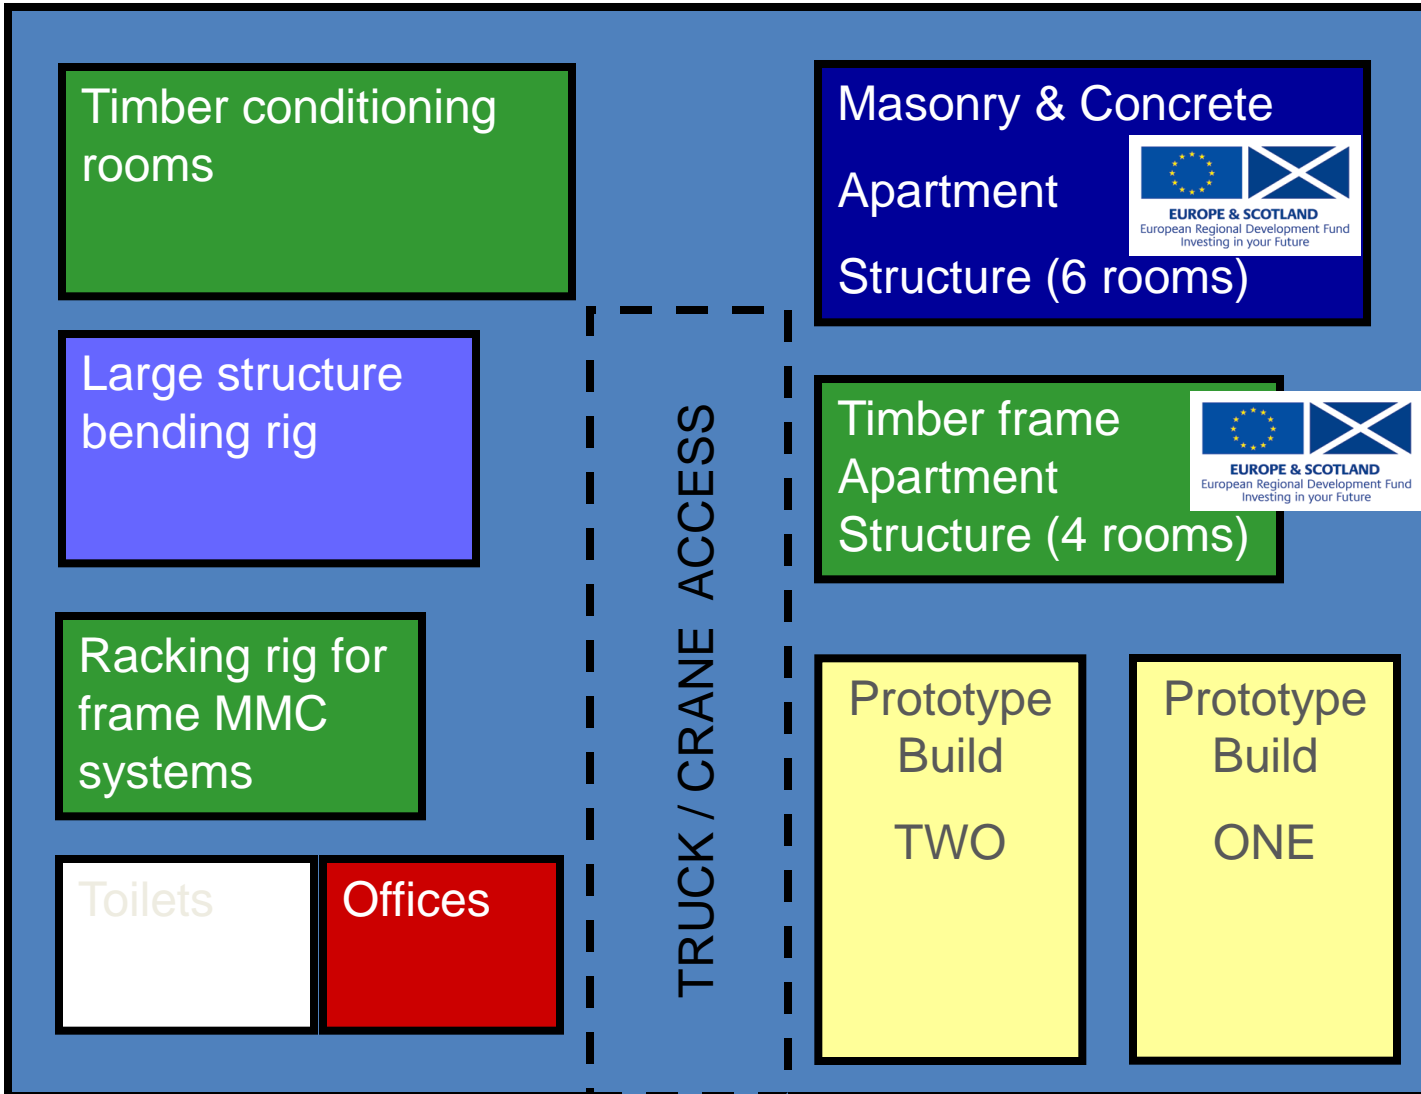 Timber conditioning
rooms
Large structure
bending rig
Racking rig for
frame MMC
systems
Toilets
Offices
TRUCK / CRANE ACCESS
Masonry & Concrete
Apartment
Structure (6 rooms)
EUROPE & SCOTLAND
European Regional Development Fund
Investing in your Future
Timber frame
Apartment
Structure (4 rooms)
EUROPE & SCOTLAND
European Regional Development Fund
Investing in your Future
Prototype
Build
TWO
Prototype
Build
ONE